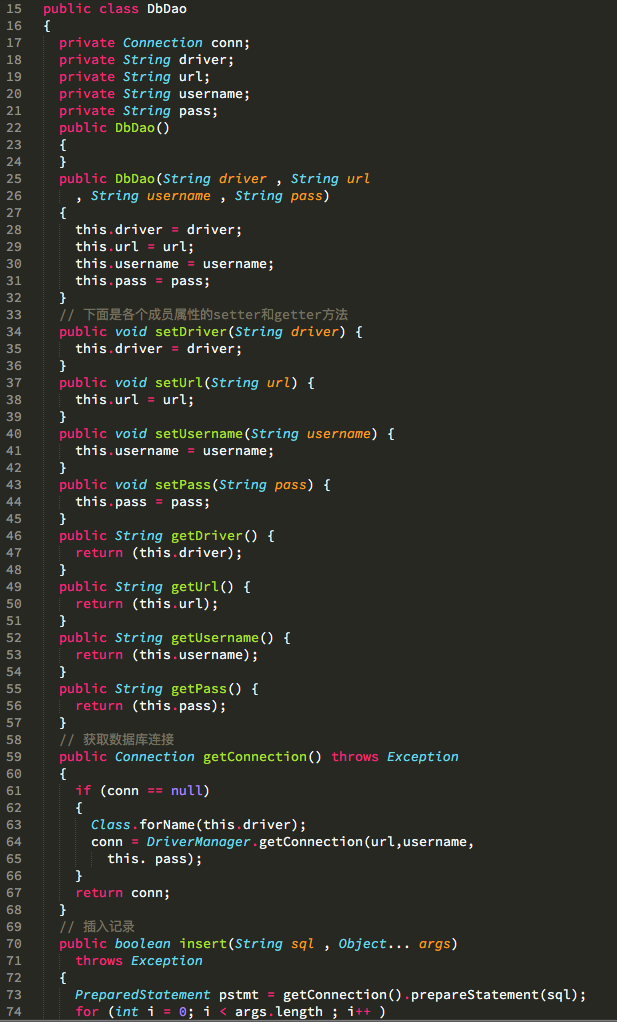 15 public class DbDao
16 {
17 private Connection conn;
18 private String driver;
19 private String url;
20 private String username;
21 private String pass;
22 public DbDao()
23 {
24 }
25 public DbDao(String driver , String url
26 , String username , String pass)
27 {
28 this.driver = driver;
29 this.url = url;
30 this.username = username;
31 this.pass = pass;
32 }
33 // 下面是各个成员属性的setter和getter方法
34 public void setDriver(String driver) {
35 this.driver = driver;
36 }
37 public void setUrl(String url) {
38 this.url = url;
39 }
40 public void setUsername(String username) {
41 this.username = username;
42 }
43 public void setPass(String pass) {
44 this.pass = pass;
45 }
46 public String getDriver() {
47 return (this.driver);
48 }
49 public String getUrl() {
50 return (this.url);
51 }
52 public String getUsername() {
53 return (this.username);
54 }
55 public String getPass() {
56 return (this.pass);
57 }
58 // 获取数据库连接
59 public Connection getConnection() throws Exception
60 {
61 if (conn == null)
62 {
63 Class.forName(this.driver);
64 conn = DriverManager.getConnection(url,username,
65 this. pass);
66 }
67 return conn;
68 }
69 // 插入记录
70 public boolean insert(String sql , Object... args)
71 throws Exception
72 {
73 PreparedStatement pstmt = getConnection().prepareStatement(sql);
74 for (int i = 0; i < args.length ; i++ )